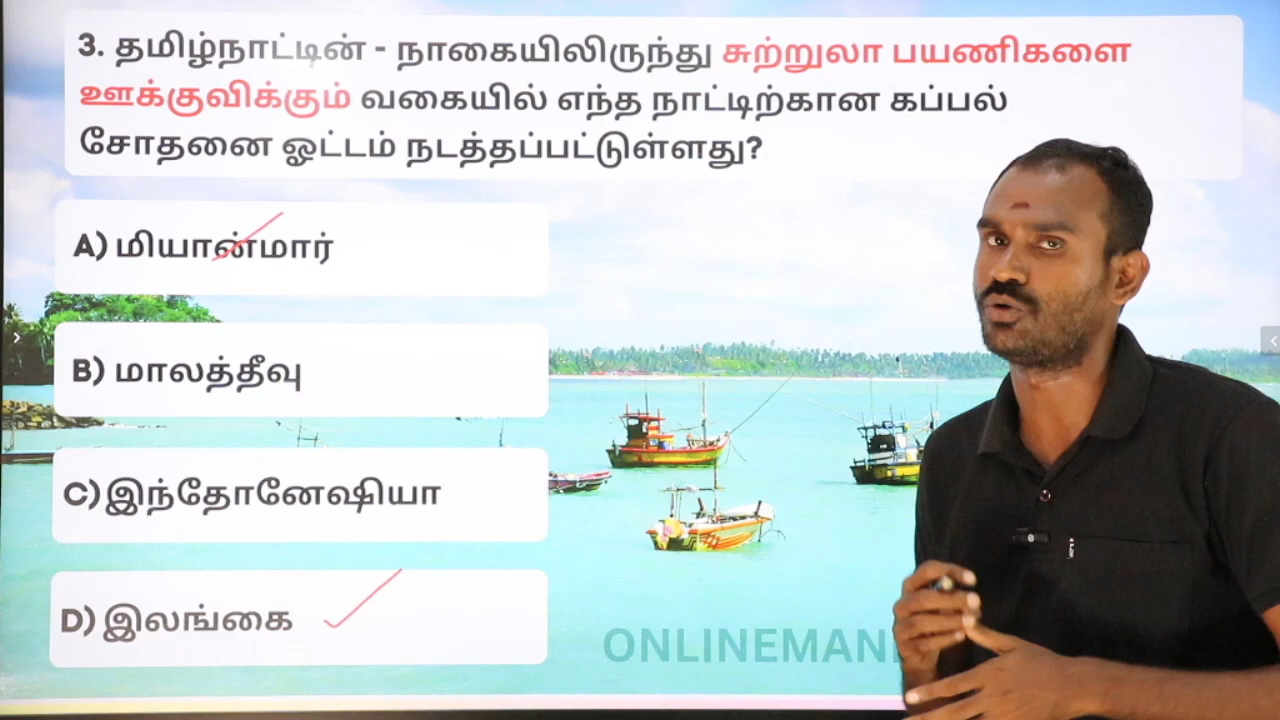 3. தமிழ்நாட்டின் - நாகையிலிருந்து சுற்றுலா பயணிகளை
ஊக்குவிக்கும் வகையில் எந்த நாட்டிற்கான கப்பல்
சோதனை ஓட்டம் நடத்தப்பட்டுள்ளது?
A) மியான்மார்
B) மாலத்தீவு
C) இந்தோனேஷியா
D) இலங்கை